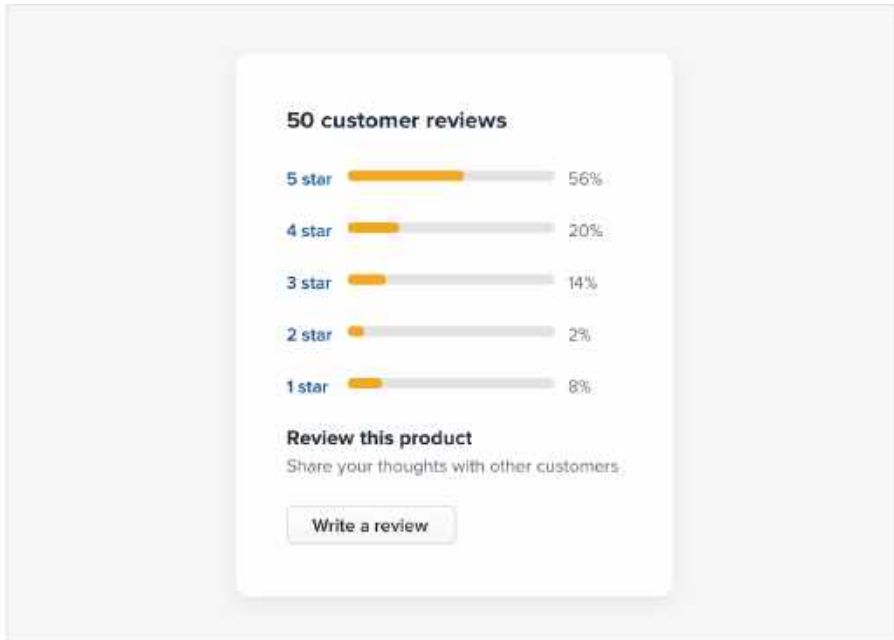 50 customer reviews
5 star 56%
4 star 20%
3 star 14%
2 star 2%
1 star 8%
Review this product
Share your thoughts with other customers
Write a review